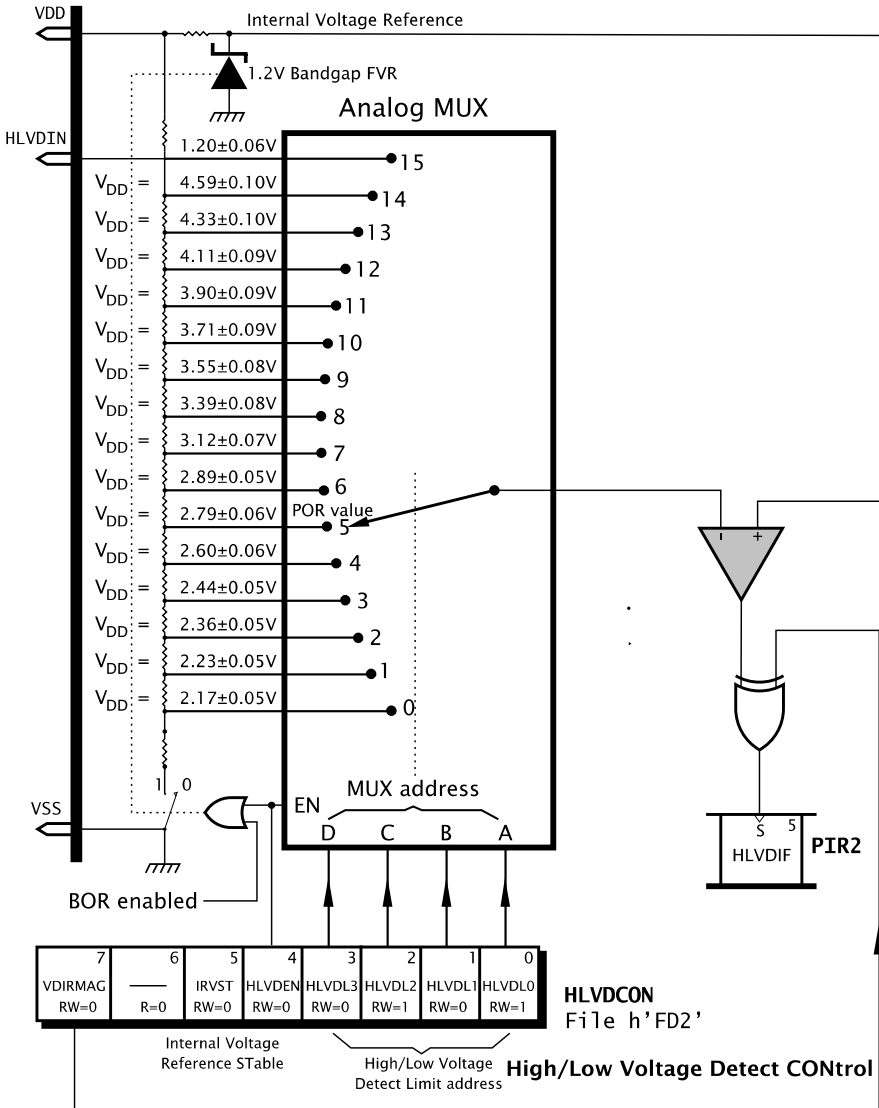 VDD
Internal Voltage Reference
1.2V Bandgap FVR
Analog MUX
HLVDIN
1.20±0.06V
15
VDD =
4.59±0.10V
14
VDD =
4.33±0.10V
13
VDD =
4.11±0.09V
12
VDD =
3.90±0.09V
11
VDD =
3.71±0.09V
10
VDD =
3.55±0.08V
9
VDD =
3.39±0.08V
8
VDD =
3.12±0.07V
7
VDD =
2.89±0.05V
6
POR value
VDD =
2.79±0.06V
5
- +
VDD =
2.60±0.06V
4
VDD =
2.44±0.05V
3
VDD =
2.36±0.05V
2
VDD =
2.23±0.05V
1
VDD =
2.17±0.05V
0
1 0
MUX address
VSS
EN
D C B A
S 5
HLVDIF
PIR2
BOR enabled
7 6 5 4 3 2 1 0
VDIRMAG IRVST HLVDEN HLVDL3 HLVDL2 HLVDL1 HLVDL0
RW=0 R=0 RW=0 RW=0 RW=0 RW=1 RW=0 RW=1
HLVDCON
File h'FD2'
Internal Voltage
Reference STable
High/Low Voltage
Detect Limit address
High/Low Voltage Detect CONtrol